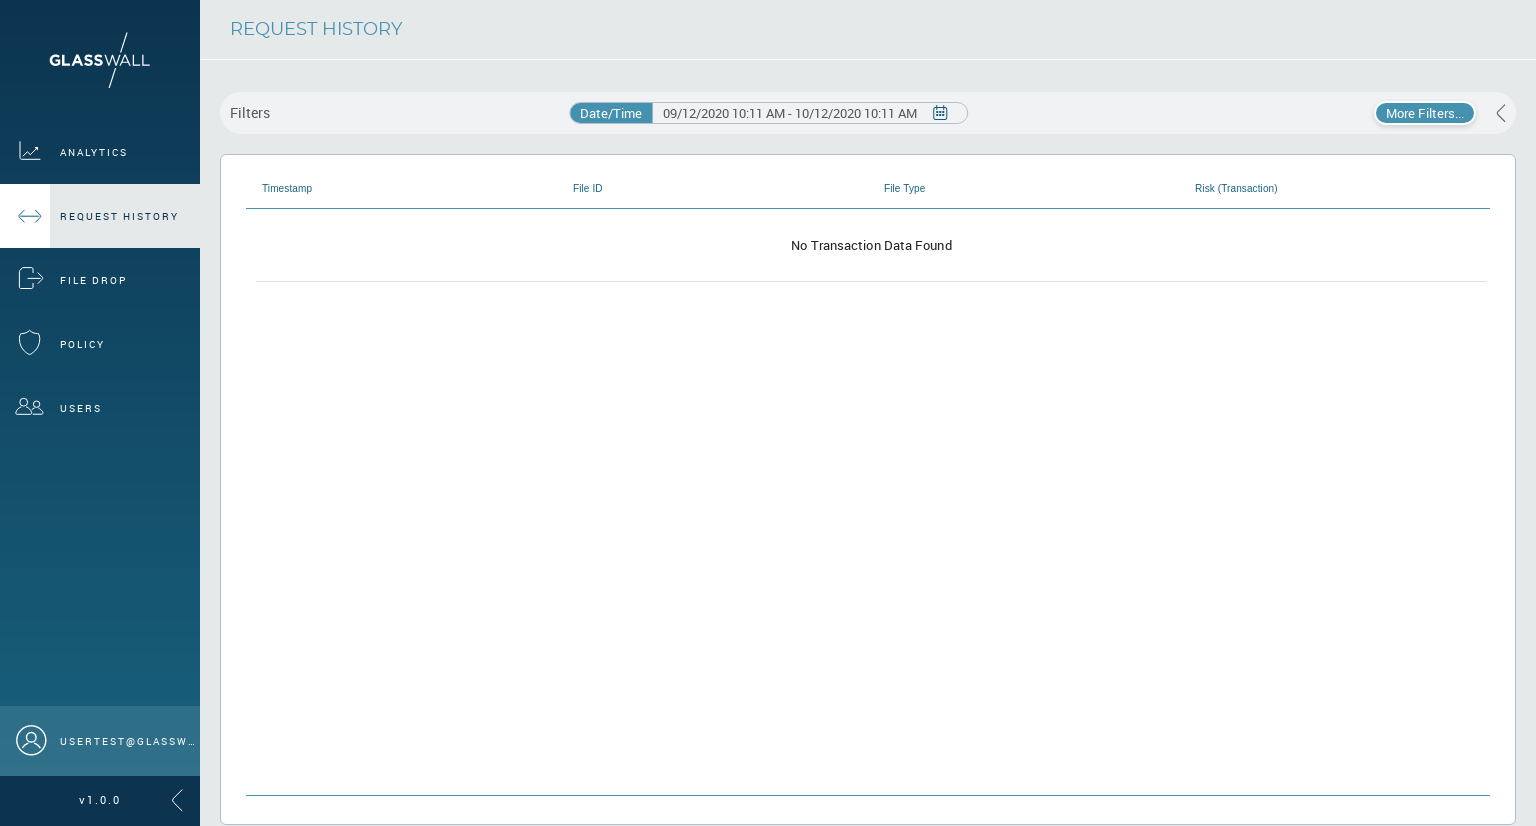 GLASSWALL
REQUEST HISTORY
Filters
Date/Time 09/12/2020 10:11 AM - 10/12/2020 10:11 AM
More Filters...
ANALYTICS
REQUEST HISTORY
FILE DROP
POLICY
USERS
Timestamp File ID File Type Risk (Transaction)
No Transaction Data Found
USERTEST@GLASSW...
v1.0.0